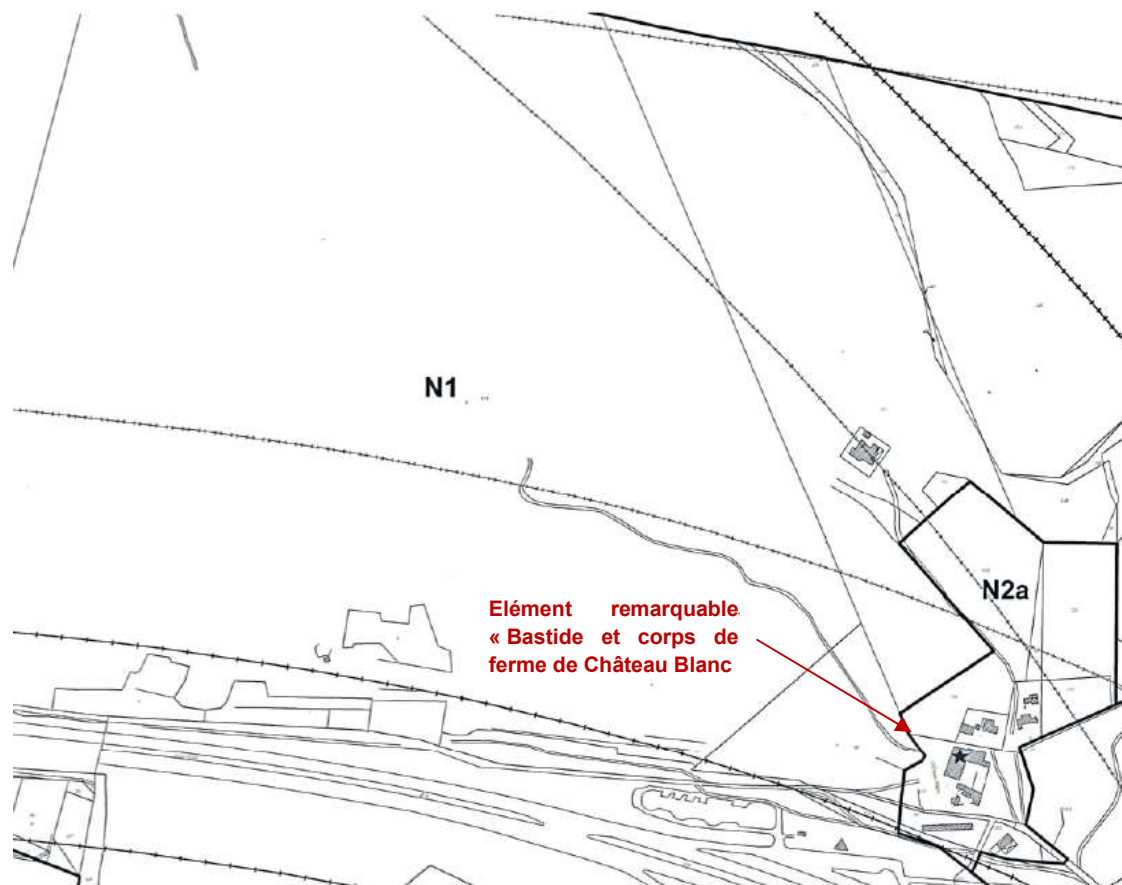 N1
N2a
Elément remarquable
« Bastide et corps de
ferme de Château Blanc